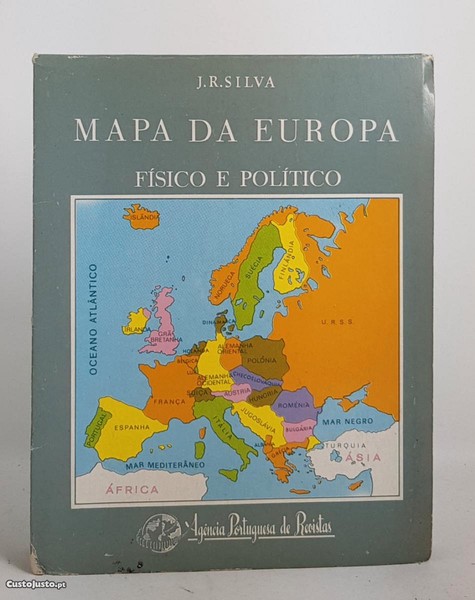 J.R.SILVA
MAPA DA EUROPA
FÍSICO E POLÍTICO
ISLÂNDIA
OCEANO ATLÂNTICO
NORUEGA
SUÉCIA
FINLÂNDIA
IRLANDA
GRÃ-
BRETANHA
DINAMARCA
U.R.S.S.
HOLANDA
BÉLGICA
ALEMANHA
ORIENTAL
POLÓNIA
ALEMANHA
OCIDENTAL
CHECOSLOVÁQUIA
FRANÇA
SUÍÇA
ÁUSTRIA
HUNGRIA
ROMÉNIA
PORTUGAL
ESPANHA
ITÁLIA
JUGOSLÁVIA
BULGÁRIA
MAR NEGRO
TURQUIA
ÁSIA
MAR MEDITERRÂNEO
ÁFRICA
Agência Portuguesa de Revistas
CustoJusto.pt